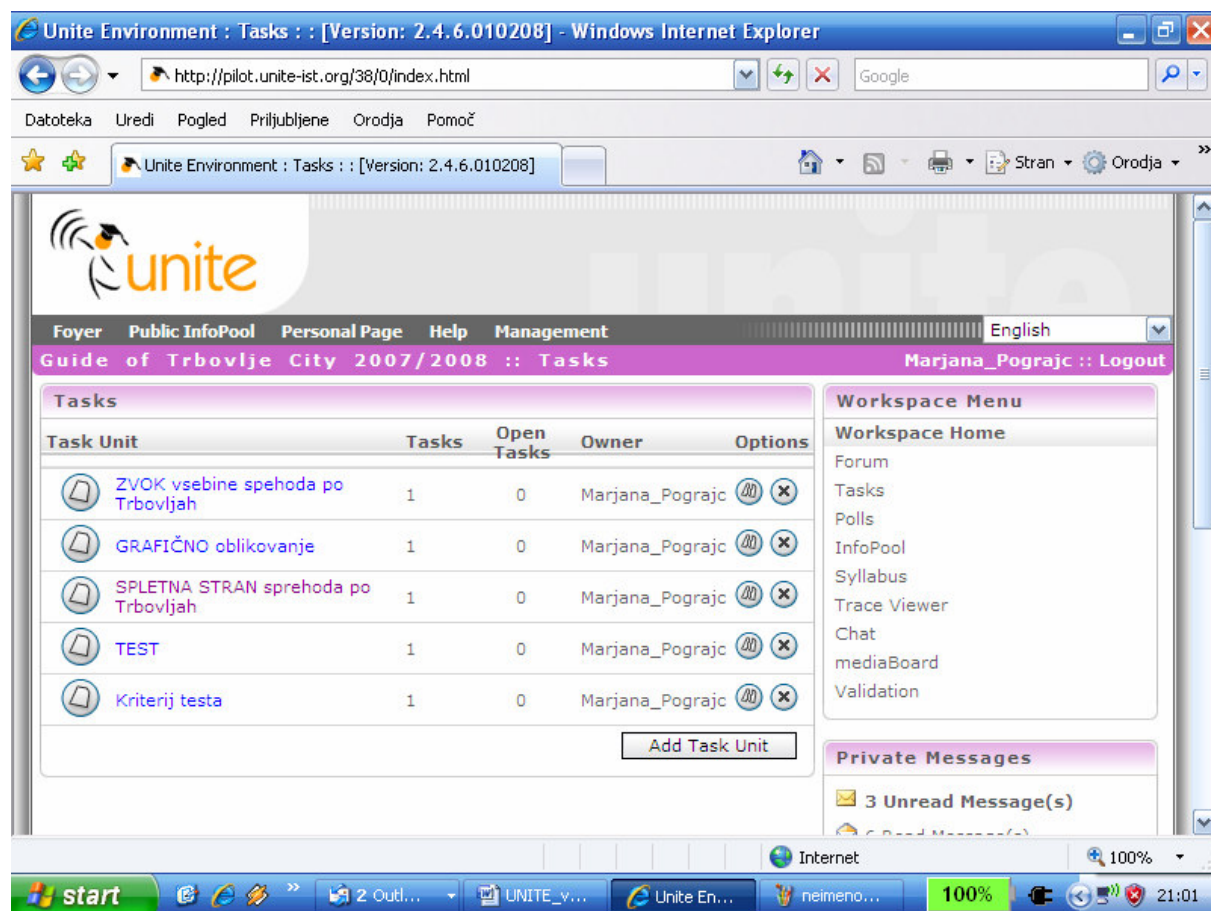 Unite Environment : Tasks : : [Version: 2.4.6.010208] - Windows Internet Explorer
http://pilot.unite-ist.org/38/0/index.html
Google
Datoteka Uredi Pogled Priljubljene Orodja Pomoč
Unite Environment : Tasks : : [Version: 2.4.6.010208]
Stran Orodja »
unite
unite
Foyer Public InfoPool Personal Page Help Management English
Guide of Trbovlje City 2007/2008 :: Tasks Marjana_Pograjc :: Logout
Tasks
Task Unit Tasks Open Tasks Owner Options
ZVOK vsebine spehoda po Trbovljah 1 0 Marjana_Pograjc
GRAFIČNO oblikovanje 1 0 Marjana_Pograjc
SPLETNA STRAN sprehoda po Trbovljah 1 0 Marjana_Pograjc
TEST 1 0 Marjana_Pograjc
Kriterij testa 1 0 Marjana_Pograjc
Add Task Unit
Workspace Menu
Workspace Home
Forum
Tasks
Polls
InfoPool
Syllabus
Trace Viewer
Chat
mediaBoard
Validation
Private Messages
3 Unread Message(s)
6 Read Message(s)
Internet 100%
start » 2 Outl... UNITE_v... Unite En... neimeno... 100% 21:01